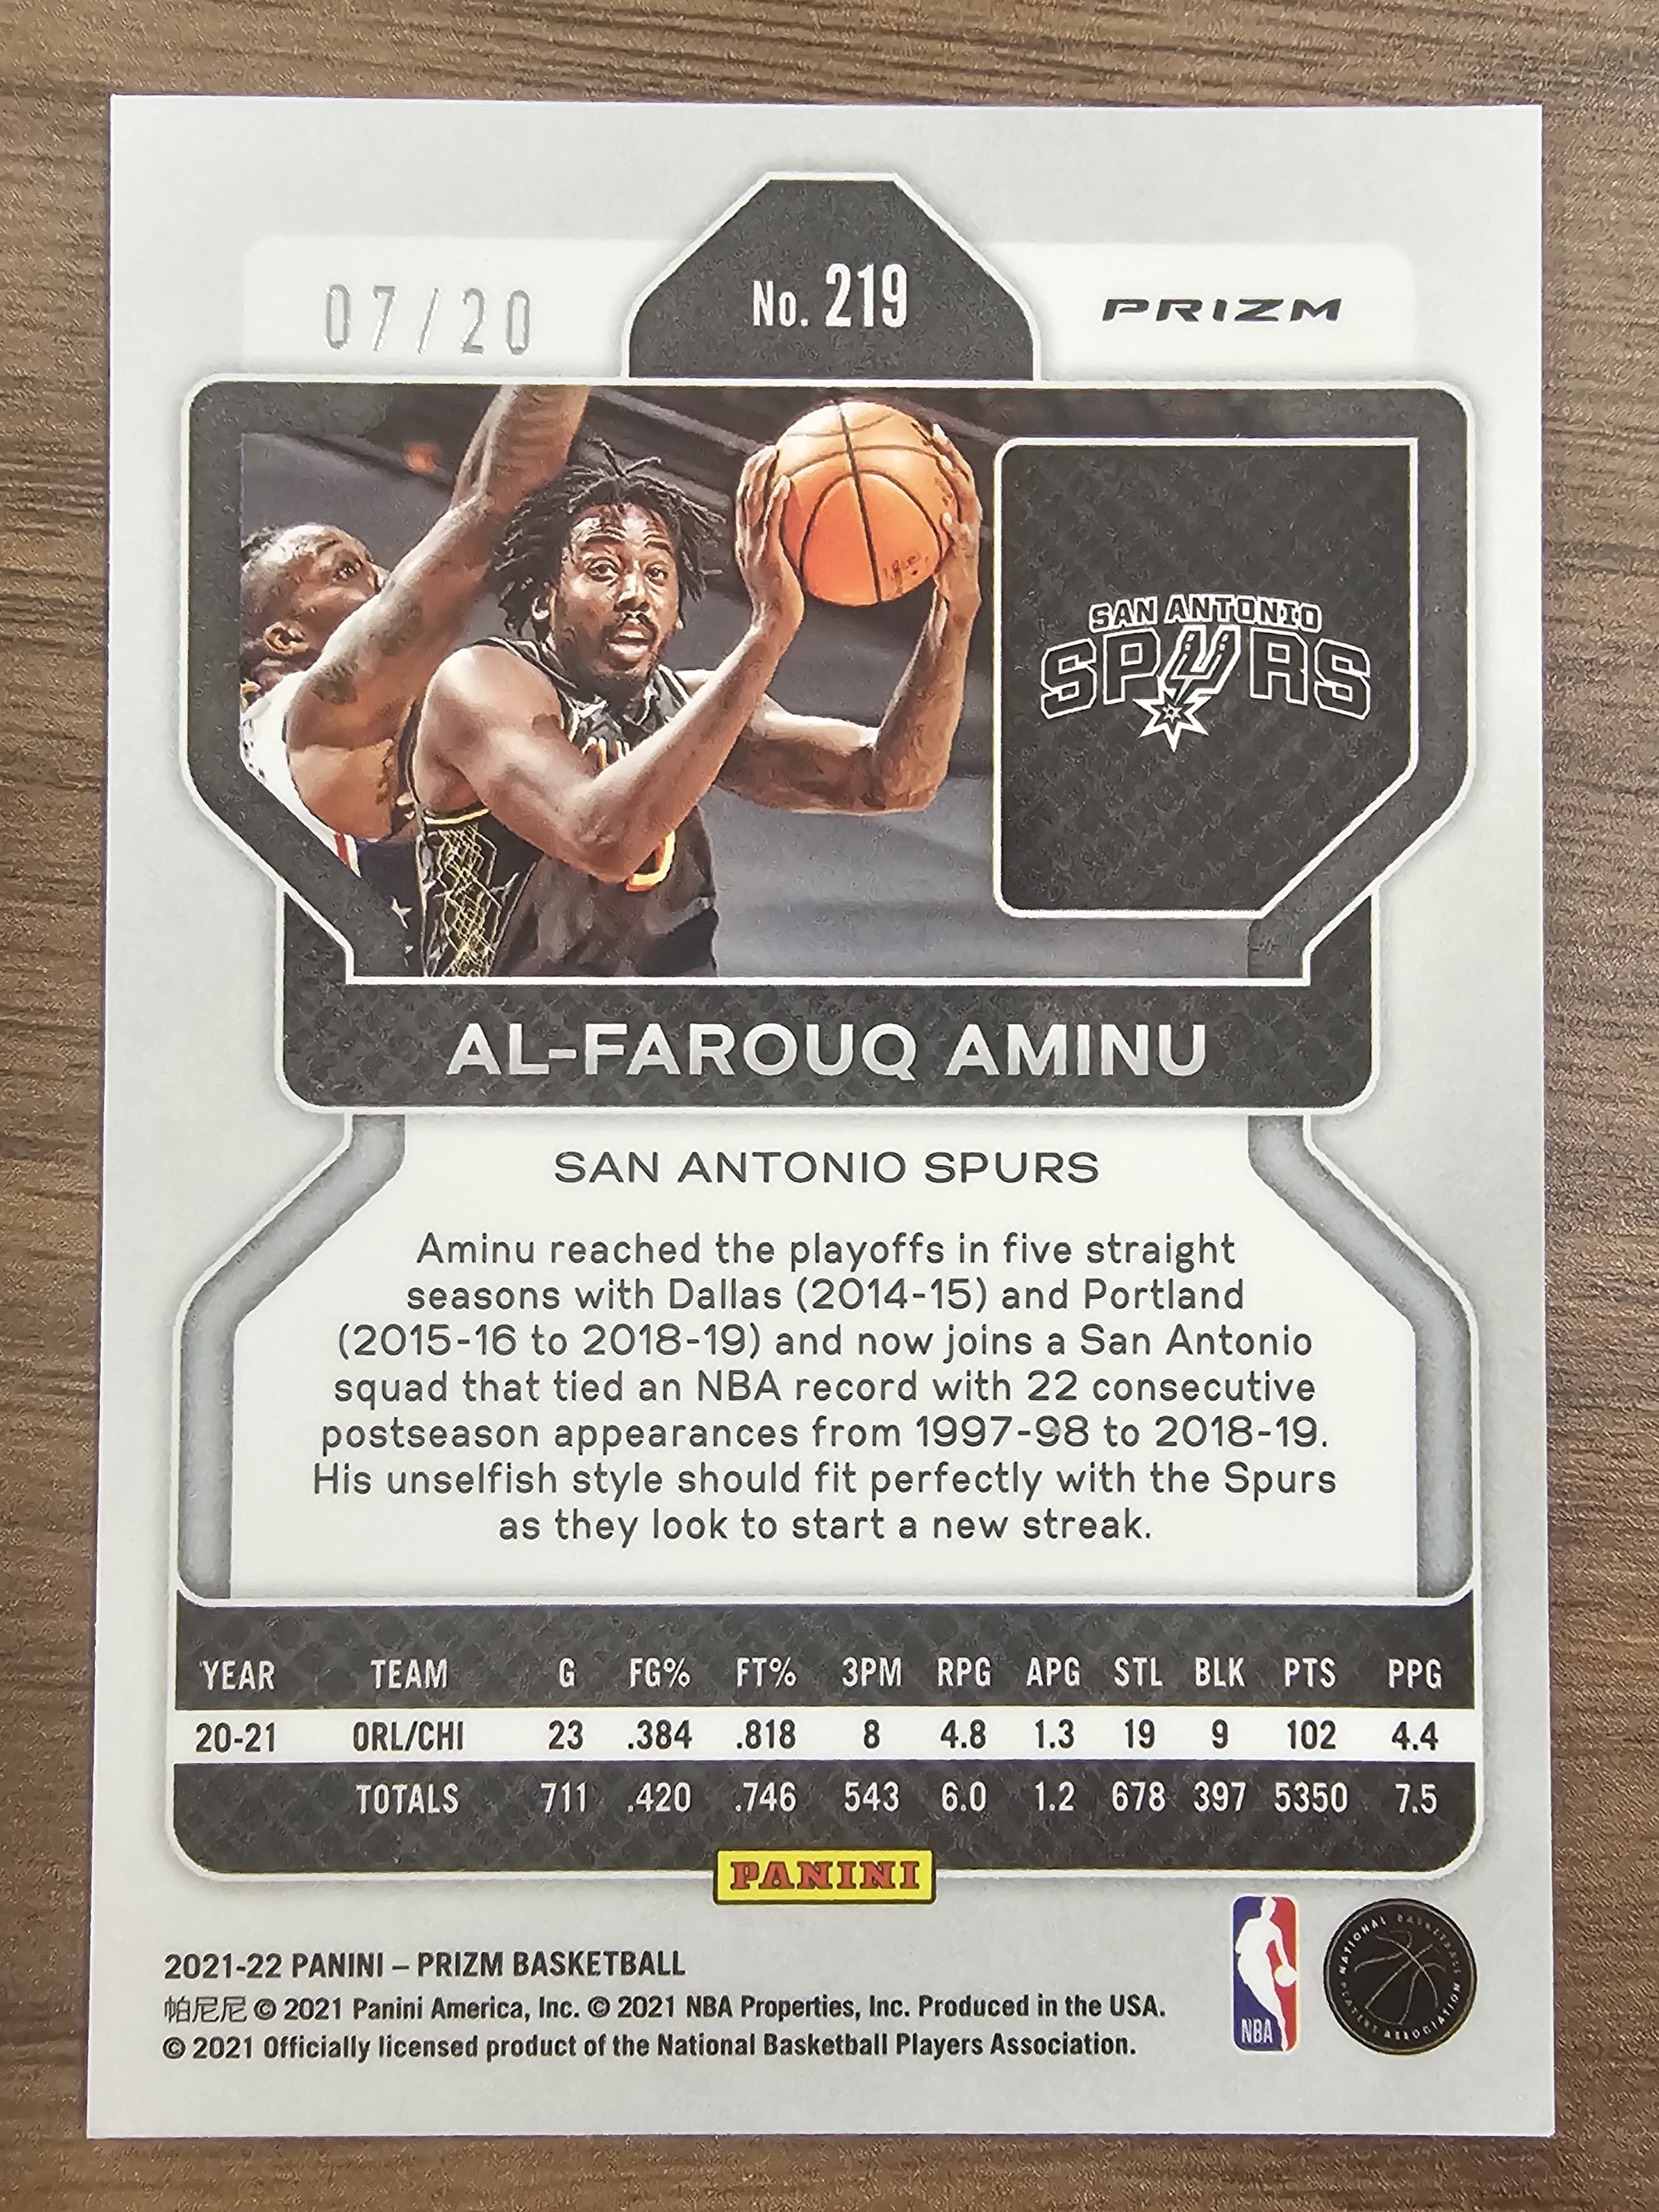 07/20
No. 219
PRIZM
SAN ANTONIO
SPURS
AL-FAROUQ AMINU
SAN ANTONIO SPURS
Aminu reached the playoffs in five straight
seasons with Dallas (2014-15) and Portland
(2015-16 to 2018-19) and now joins a San Antonio
squad that tied an NBA record with 22 consecutive
postseason appearances from 1997-98 to 2018-19.
His unselfish style should fit perfectly with the Spurs
as they look to start a new streak.
YEAR TEAM G FG% FT% 3PM RPG APG STL BLK PTS PPG
20-21 ORL/CHI 23 .384 .818 8 4.8 1.3 19 9 102 4.4
TOTALS 711 .420 .746 543 6.0 1.2 678 397 5350 7.5
PANINI
2021-22 PANINI – PRIZM BASKETBALL
帕尼尼 © 2021 Panini America, Inc. © 2021 NBA Properties, Inc. Produced in the USA.
© 2021 Officially licensed product of the National Basketball Players Association.
NBA
NATIONAL BASKETBALL PLAYERS ASSOCIATION